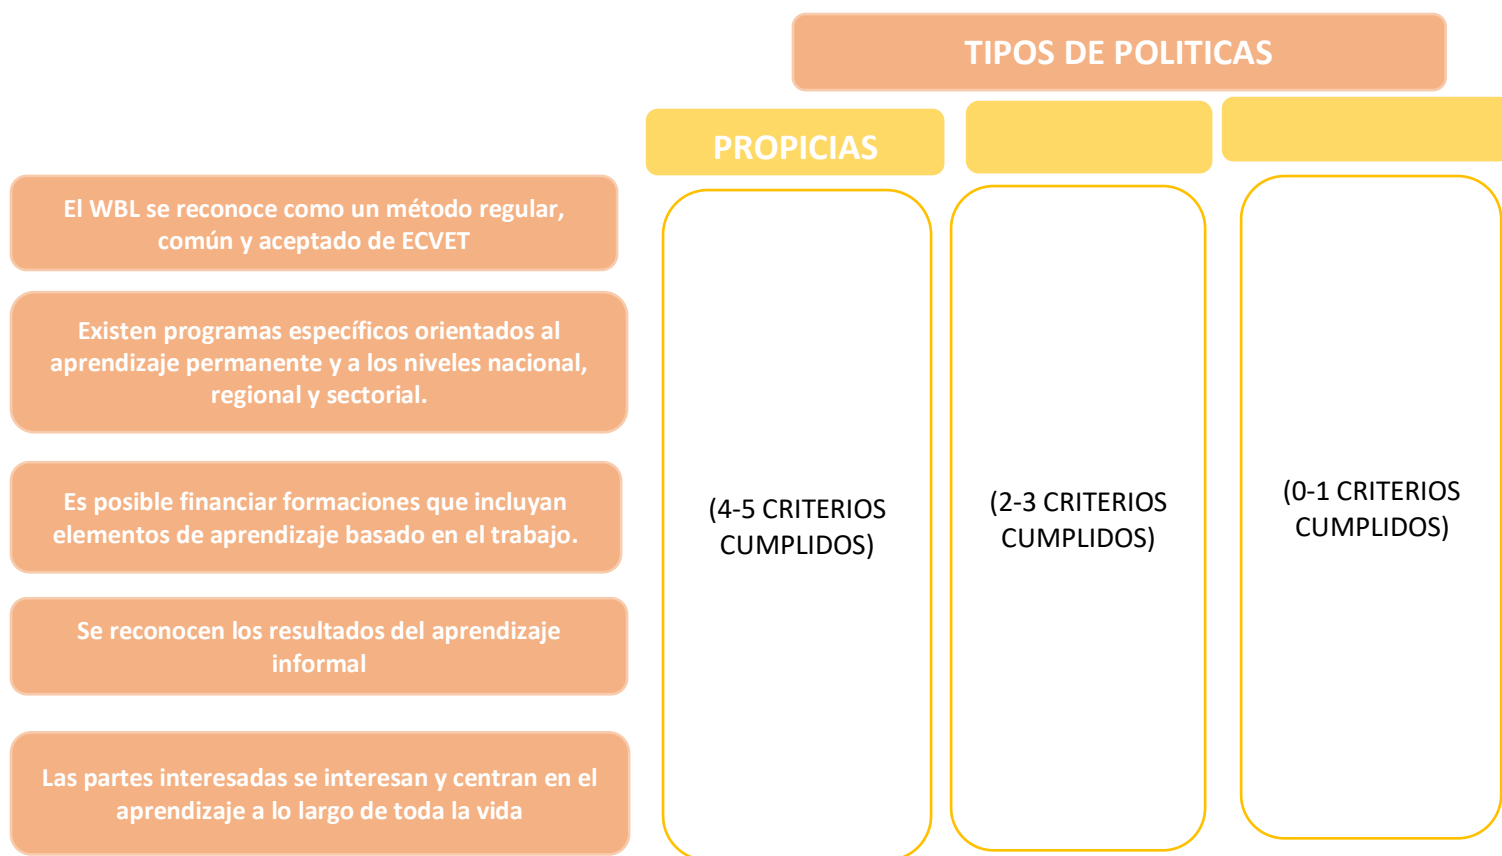 TIPOS DE POLITICAS
PROPICIAS
El WBL se reconoce como un método regular,
común y aceptado de ECVET
Existen programas específicos orientados al
aprendizaje permanente y a los niveles nacional,
regional y sectorial.
Es posible financiar formaciones que incluyan
elementos de aprendizaje basado en el trabajo.
Se reconocen los resultados del aprendizaje
informal
Las partes interesadas se interesan y centran en el
aprendizaje a lo largo de toda la vida
(4-5 CRITERIOS
CUMPLIDOS)
(2-3 CRITERIOS
CUMPLIDOS)
(0-1 CRITERIOS
CUMPLIDOS)